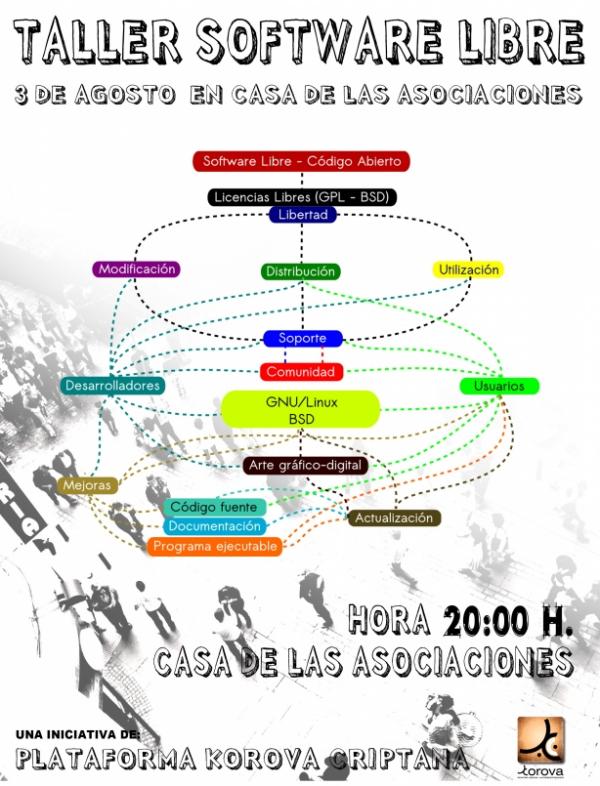 TALLER SOFTWARE LIBRE
3 DE AGOSTO EN CASA DE LAS ASOCIACIONES
Software Libre - Código Abierto
Licencias Libres (GPL - BSD)
Libertad
Modificación
Distribución
Utilización
Soporte
Comunidad
Desarrolladores
Usuarios
GNU/Linux
BSD
Arte gráfico-digital
Mejoras
Código fuente
Actualización
Documentación
Programa ejecutable
HORA 20:00 H.
CASA DE LAS ASOCIACIONES
UNA INICIATIVA DE:
PLATAFORMA KOROVA CRIPTANA
korova